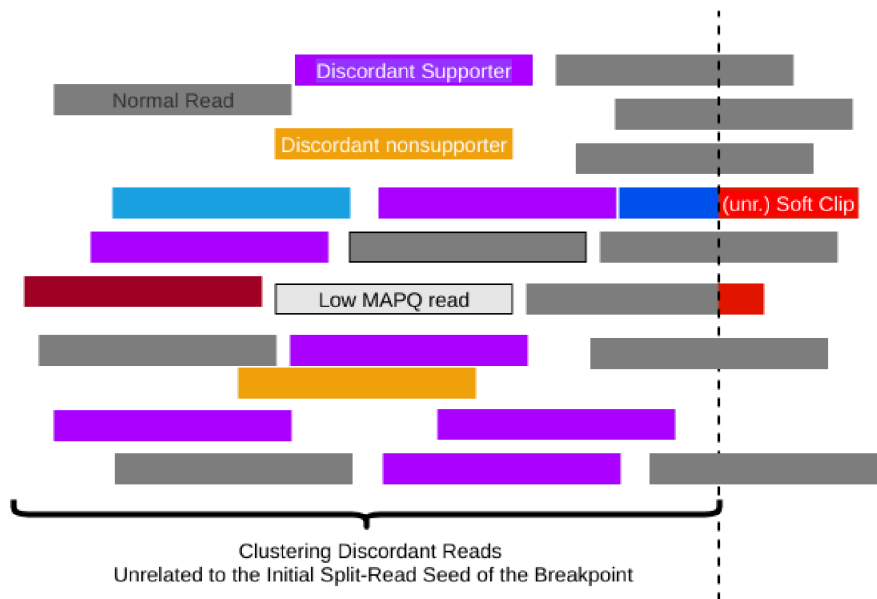 Discordant Supporter
Normal Read
Discordant nonsupporter
(unr.) Soft Clip
Low MAPQ read
Clustering Discordant Reads
Unrelated to the Initial Split-Read Seed of the Breakpoint